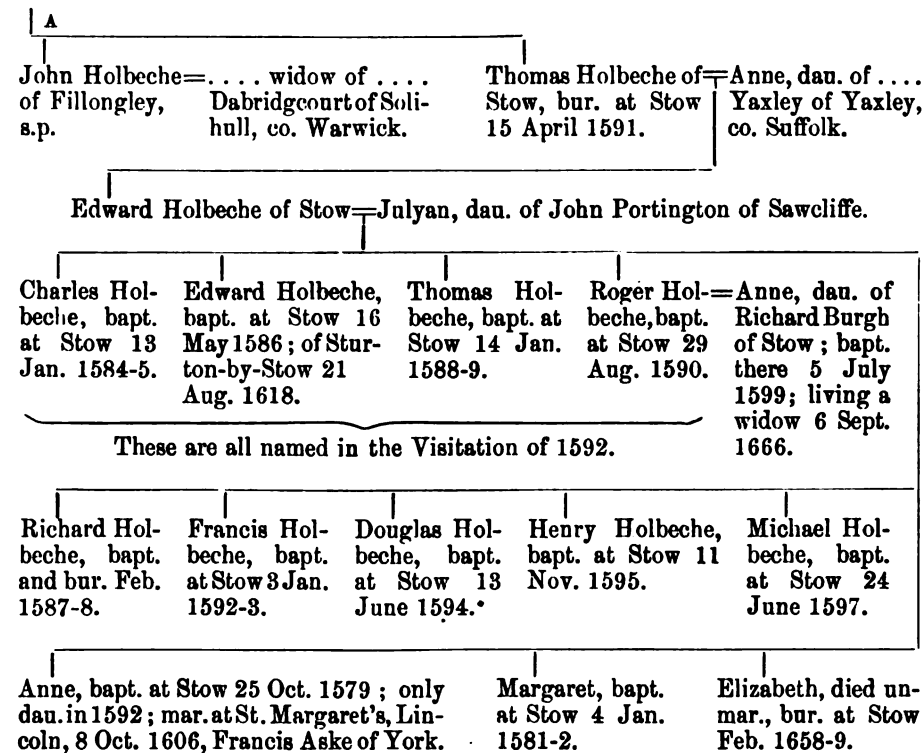 A
John Holbeche=. . . . widow of . . . .
of Fillongley,
s.p.
Dabridgcourt of Soli-
hull, co. Warwick.
Thomas Holbeche of=Anne, dau. of . . . .
Stow, bur. at Stow
15 April 1591.
Yaxley of Yaxley,
co. Suffolk.
Edward Holbeche of Stow=Julyan, dau. of John Portington of Sawcliffe.
Charles Hol-
beche, bapt.
at Stow 13
Jan. 1584-5.
Edward Holbeche,
bapt. at Stow 16
May 1586 ; of Stur-
ton-by-Stow 21
Aug. 1618.
Thomas Hol-
beche, bapt. at
Stow 14 Jan.
1588-9.
Roger Hol-=Anne, dau. of
beche, bapt.
at Stow 29
Aug. 1590.
Richard Burgh
of Stow ; bapt.
there 5 July
1599; living a
widow 6 Sept.
1666.
These are all named in the Visitation of 1592.
Richard Hol-
beche, bapt.
and bur. Feb.
1587-8.
Francis Hol-
beche, bapt.
at Stow 3 Jan.
1592-3.
Douglas Hol-
beche, bapt.
at Stow 13
June 1594.
Henry Holbeche,
bapt. at Stow 11
Nov. 1595.
Michael Hol-
beche, bapt.
at Stow 24
June 1597.
Anne, bapt. at Stow 25 Oct. 1579 ; only
dau. in 1592 ; mar. at St. Margaret's, Lin-
coln, 8 Oct. 1606, Francis Aske of York.
Margaret, bapt.
at Stow 4 Jan.
1581-2.
Elizabeth, died un-
mar., bur. at Stow
Feb. 1658-9.